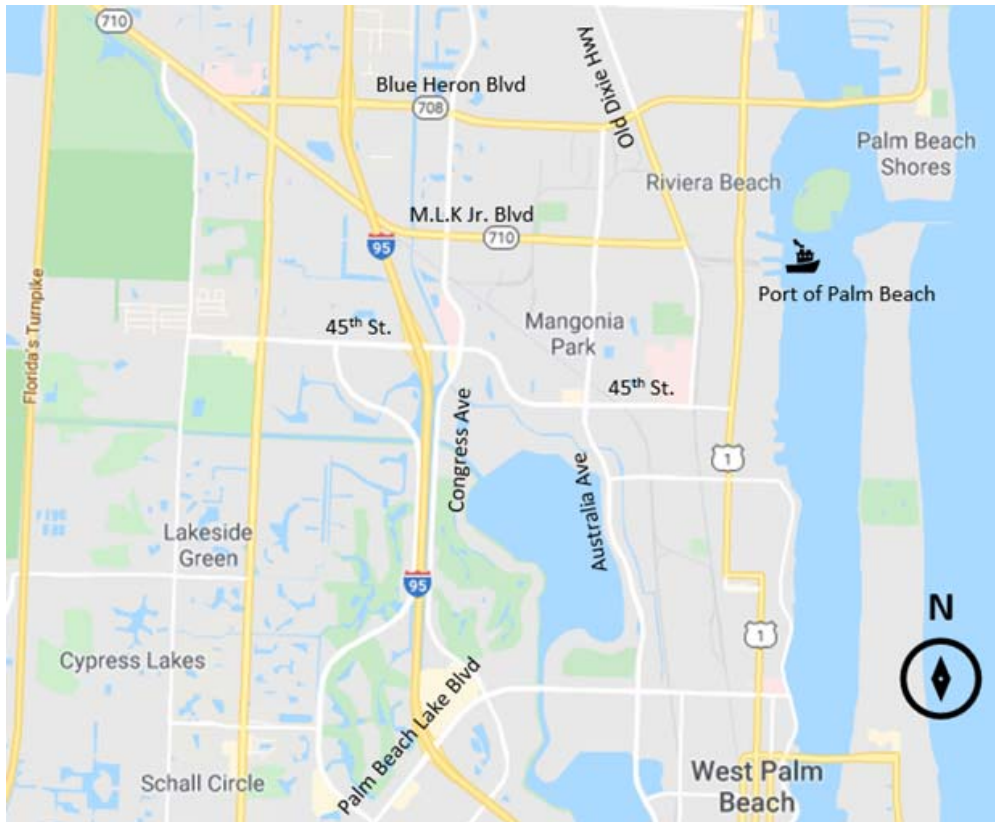 710
Blue Heron Blvd
708
Old Dixie Hwy
Palm Beach
Shores
Riviera Beach
M.L.K Jr. Blvd
710
95
Port of Palm Beach
Florida's Turnpike
45th St.
Mangonia
Park
45th St.
Congress Ave
1
Australia Ave
Lakeside
Green
95
N
1
Cypress Lakes
Palm Beach Lake Blvd
Schall Circle
West Palm
Beach